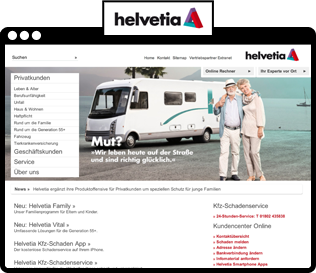 helvetia
helvetia
Suchen
Home Kontakt Sitemap Vertriebspartner Extranet
Online Rechner
Ihr Experte vor Ort
Privatkunden
Leben & Alter
Berufsunfähigkeit
Unfall
Haus & Wohnen
Haftpflicht
Rund um die Familie
Rund um die Generation 55+
Fahrzeug
Tierkrankenversicherung
Geschäftskunden
Service
Über uns
Mut?
»Wir leben heute auf der Straße
und sind richtig glücklich.«
News » Helvetia ergänzt ihre Produktoffensive für Privatkunden um speziellen Schutz für junge Familien
Neu: Helvetia Family »
Unser Familienprogramm für Eltern und Kinder
Neu: Helvetia Vital »
Umfassende Lösungen für die Generation 55+.
Helvetia Kfz-Schaden App »
Der kostenlose Schadenservice auf Ihrem iPhone.
Helvetia Kfz-Schadenservice »
Kfz-Schadenservice
» 24-Stunden-Service: T 01802 435838
Kundencenter Online
» Kontaktübersicht
» Schaden melden
» Adresse ändern
» Bankverbindung ändern
» Infomaterial anfordern
» Helvetia Smartphone Apps